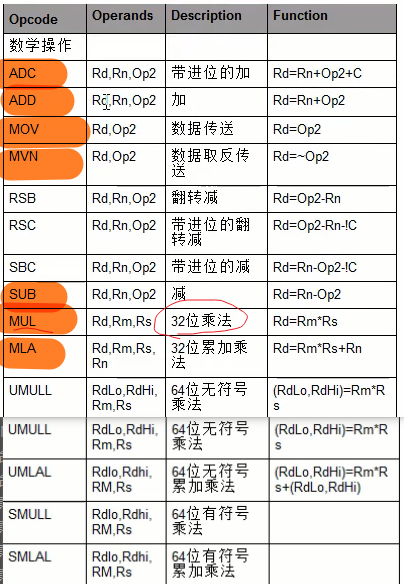 Opcode Operands Description Function
数学操作
ADC Rd,Rn,Op2 带进位的加 Rd=Rn+Op2+C
ADD Rd,Rn,Op2 加 Rd=Rn+Op2
MOV Rd,Op2 数据传送 Rd=Op2
MVN Rd,Op2 数据取反传
送 Rd=~Op2
RSB Rd,Rn,Op2 翻转减 Rd=Op2-Rn
RSC Rd,Rn,Op2 带进位的翻
转减 Rd=Op2-Rn-!C
SBC Rd,Rn,Op2 带进位的减 Rd=Rn-Op2-!C
SUB Rd,Rn,Op2 减 Rd=Rn-Op2
MUL Rd,Rm,Rs 32位乘法 Rd=Rm*Rs
MLA Rd,Rm,Rs, 32位累加乘 Rd=Rm*Rs+Rn
Rn 法
UMULL RdLo,RdHi, 64位无符号 (RdLo,RdHi)=Rm*R
Rm,Rs 乘法 s
UMULL RdLo,RdHi, 64位无符号 (RdLo,RdHi)=Rm*R
Rm,Rs 乘法 s
UMLAL Rdlo,Rdhi, 64位无符号 (RdLo,RdHi)=Rm*R
RM,Rs 累加乘法 s+(RdLo,RdHi)
SMULL Rdlo,Rdhi, 64位有符号
RM,Rs 乘法
SMLAL Rdlo,Rdhi, 64位有符号
RM,Rs 累加乘法